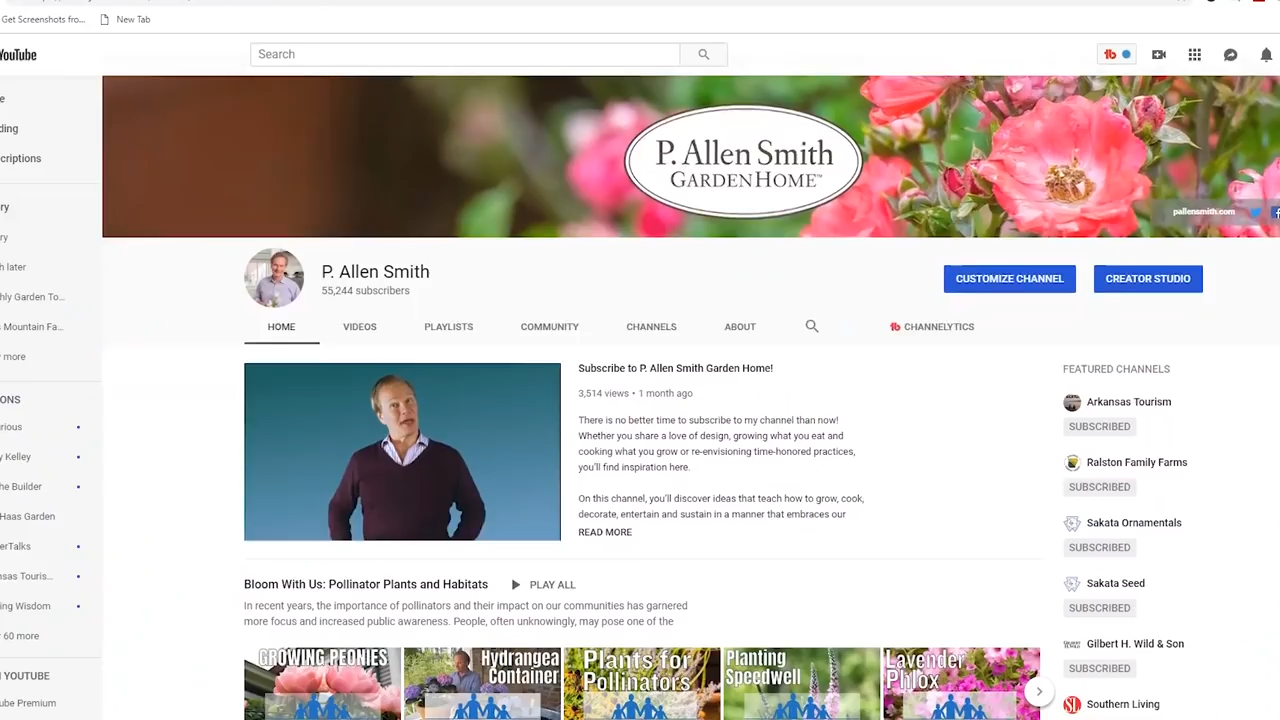 Get Screenshots fro...
New Tab
YouTube
Search
P. Allen Smith
GARDENHOME™
pallensmith.com
P. Allen Smith
55,244 subscribers
CUSTOMIZE CHANNEL
CREATOR STUDIO
HOME
VIDEOS
PLAYLISTS
COMMUNITY
CHANNELS
ABOUT
CHANNELYTICS
e
ding
criptions
ry
ry
h later
hly Garden To...
s Mountain Fa...
more
ONS
rious
y Kelley
he Builder
Haas Garden
erTalks
nsas Touris...
ing Wisdom
60 more
YOUTUBE
ube Premium
Subscribe to P. Allen Smith Garden Home!
3,514 views • 1 month ago
There is no better time to subscribe to my channel than now!
Whether you share a love of design, growing what you eat and
cooking what you grow or re-envisioning time-honored practices,
you'll find inspiration here.
On this channel, you'll discover ideas that teach how to grow, cook,
decorate, entertain and sustain in a manner that embraces our
READ MORE
Bloom With Us: Pollinator Plants and Habitats
PLAY ALL
In recent years, the importance of pollinators and their impact on our communities has garnered
more focus and increased public awareness. People, often unknowingly, may pose one of the
GROWING PEONIES
Hydrangea
Container
Plants for
Pollinators
Planting
Speedwell
Lavender
Phlox
FEATURED CHANNELS
Arkansas Tourism
SUBSCRIBED
Ralston Family Farms
SUBSCRIBED
Sakata Ornamentals
SUBSCRIBED
Sakata Seed
SUBSCRIBED
Gilbert H. Wild & Son
SUBSCRIBED
Southern Living